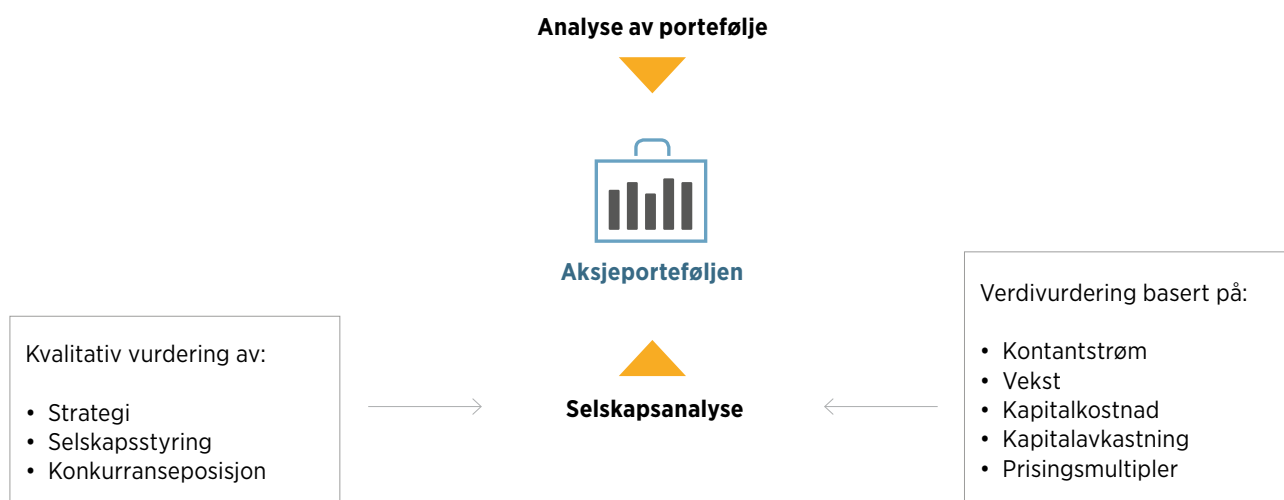 Analyse av portefølje
Aksjeporteføljen
Kvalitativ vurdering av:
• Strategi
• Selskapsstyring
• Konkurranseposisjon
Selskapsanalyse
Verdivurdering basert på:
• Kontantstrøm
• Vekst
• Kapitalkostnad
• Kapitalavkastning
• Prisingsmultipler